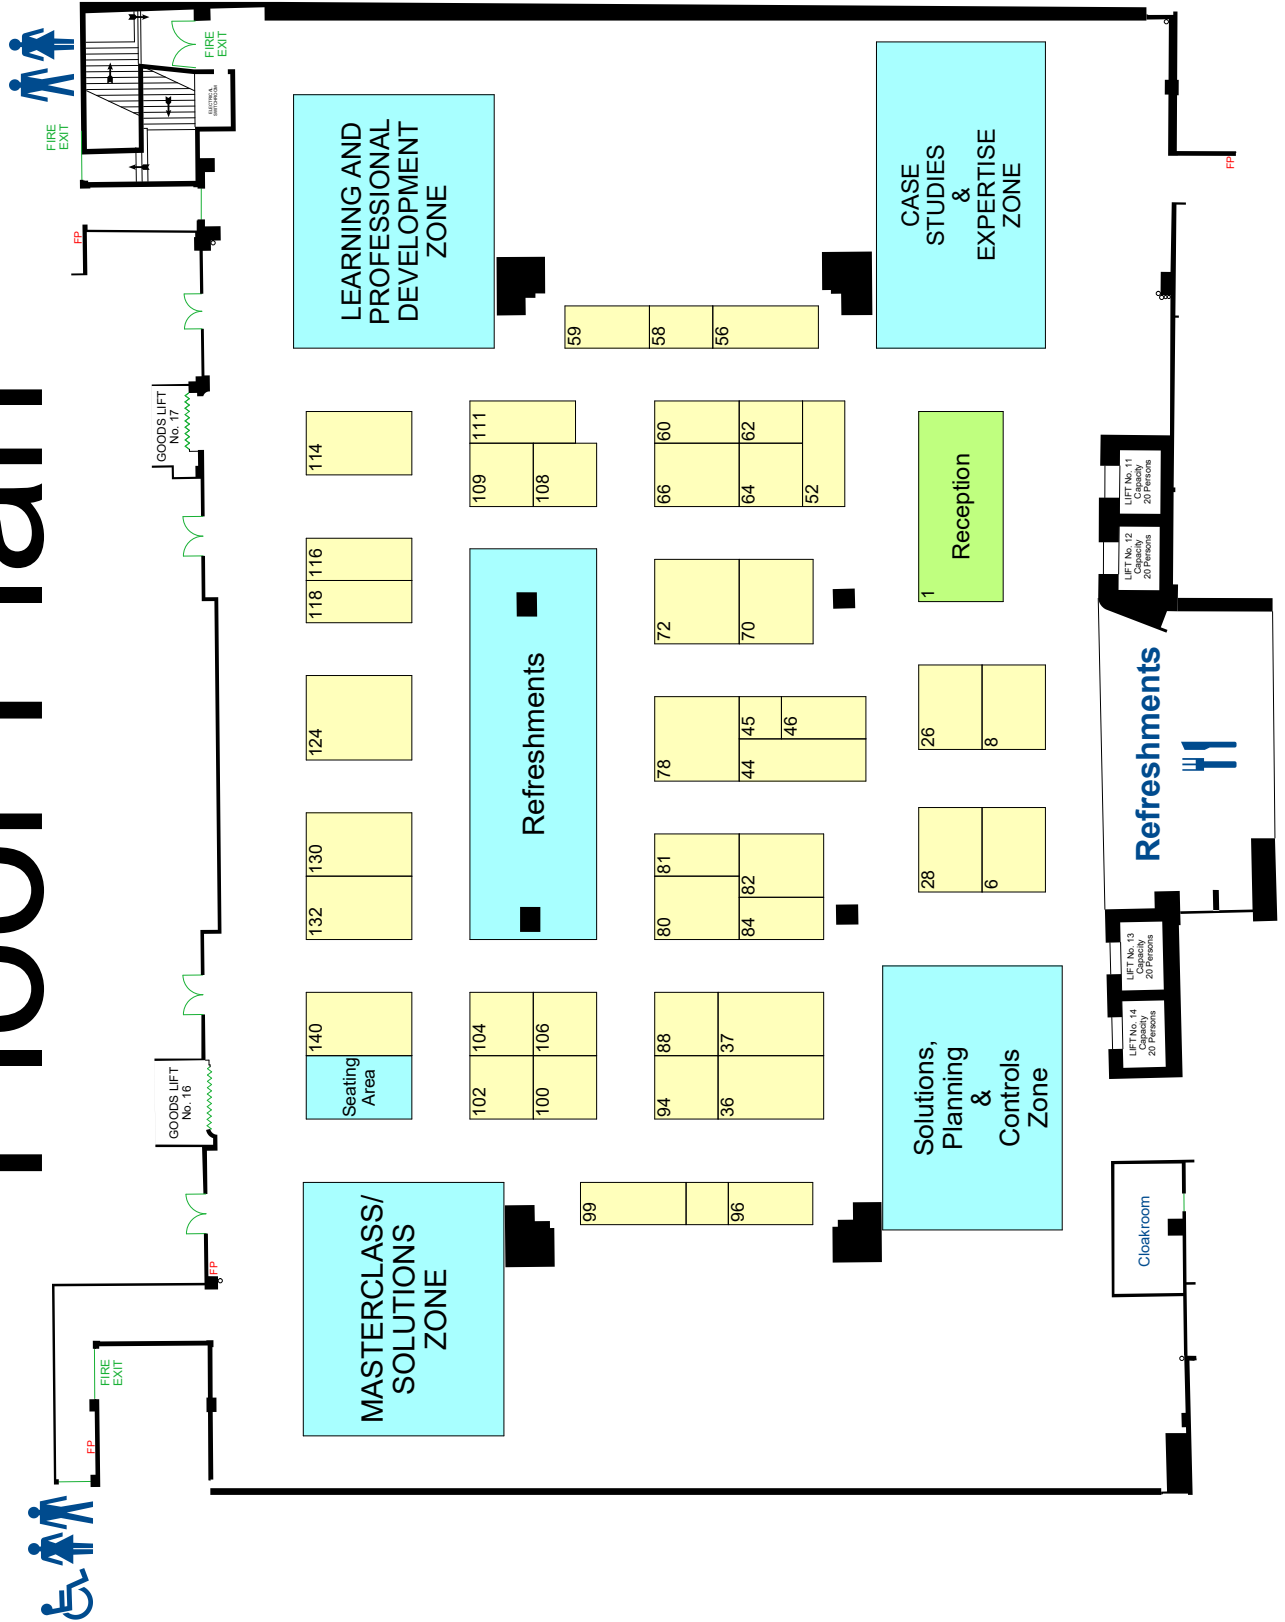 FIRE
EXIT
FP
FP
FIRE
EXIT
FP
GOODS LIFT
No. 16
GOODS LIFT
No. 17
FIRE
EXIT
ELECTRICAL
SWITCHROOM
MASTERCLASS/
SOLUTIONS
ZONE
Seating
Area
140
132
130
124
118
116
114
LEARNING AND
PROFESSIONAL
DEVELOPMENT
ZONE
102
104
100
106
Refreshments
109
111
108
99
96
94
88
36
37
80
81
84
82
78
44
45
46
72
70
66
60
64
62
52
59
58
56
Solutions,
Planning
&
Controls
Zone
28
6
26
8
1
Reception
CASE
STUDIES
&
EXPERTISE
ZONE
Cloakroom
LIFT No. 14
Capacity
20 Persons
LIFT No. 13
Capacity
20 Persons
Refreshments
LIFT No. 12
Capacity
20 Persons
LIFT No. 11
Capacity
20 Persons
FP